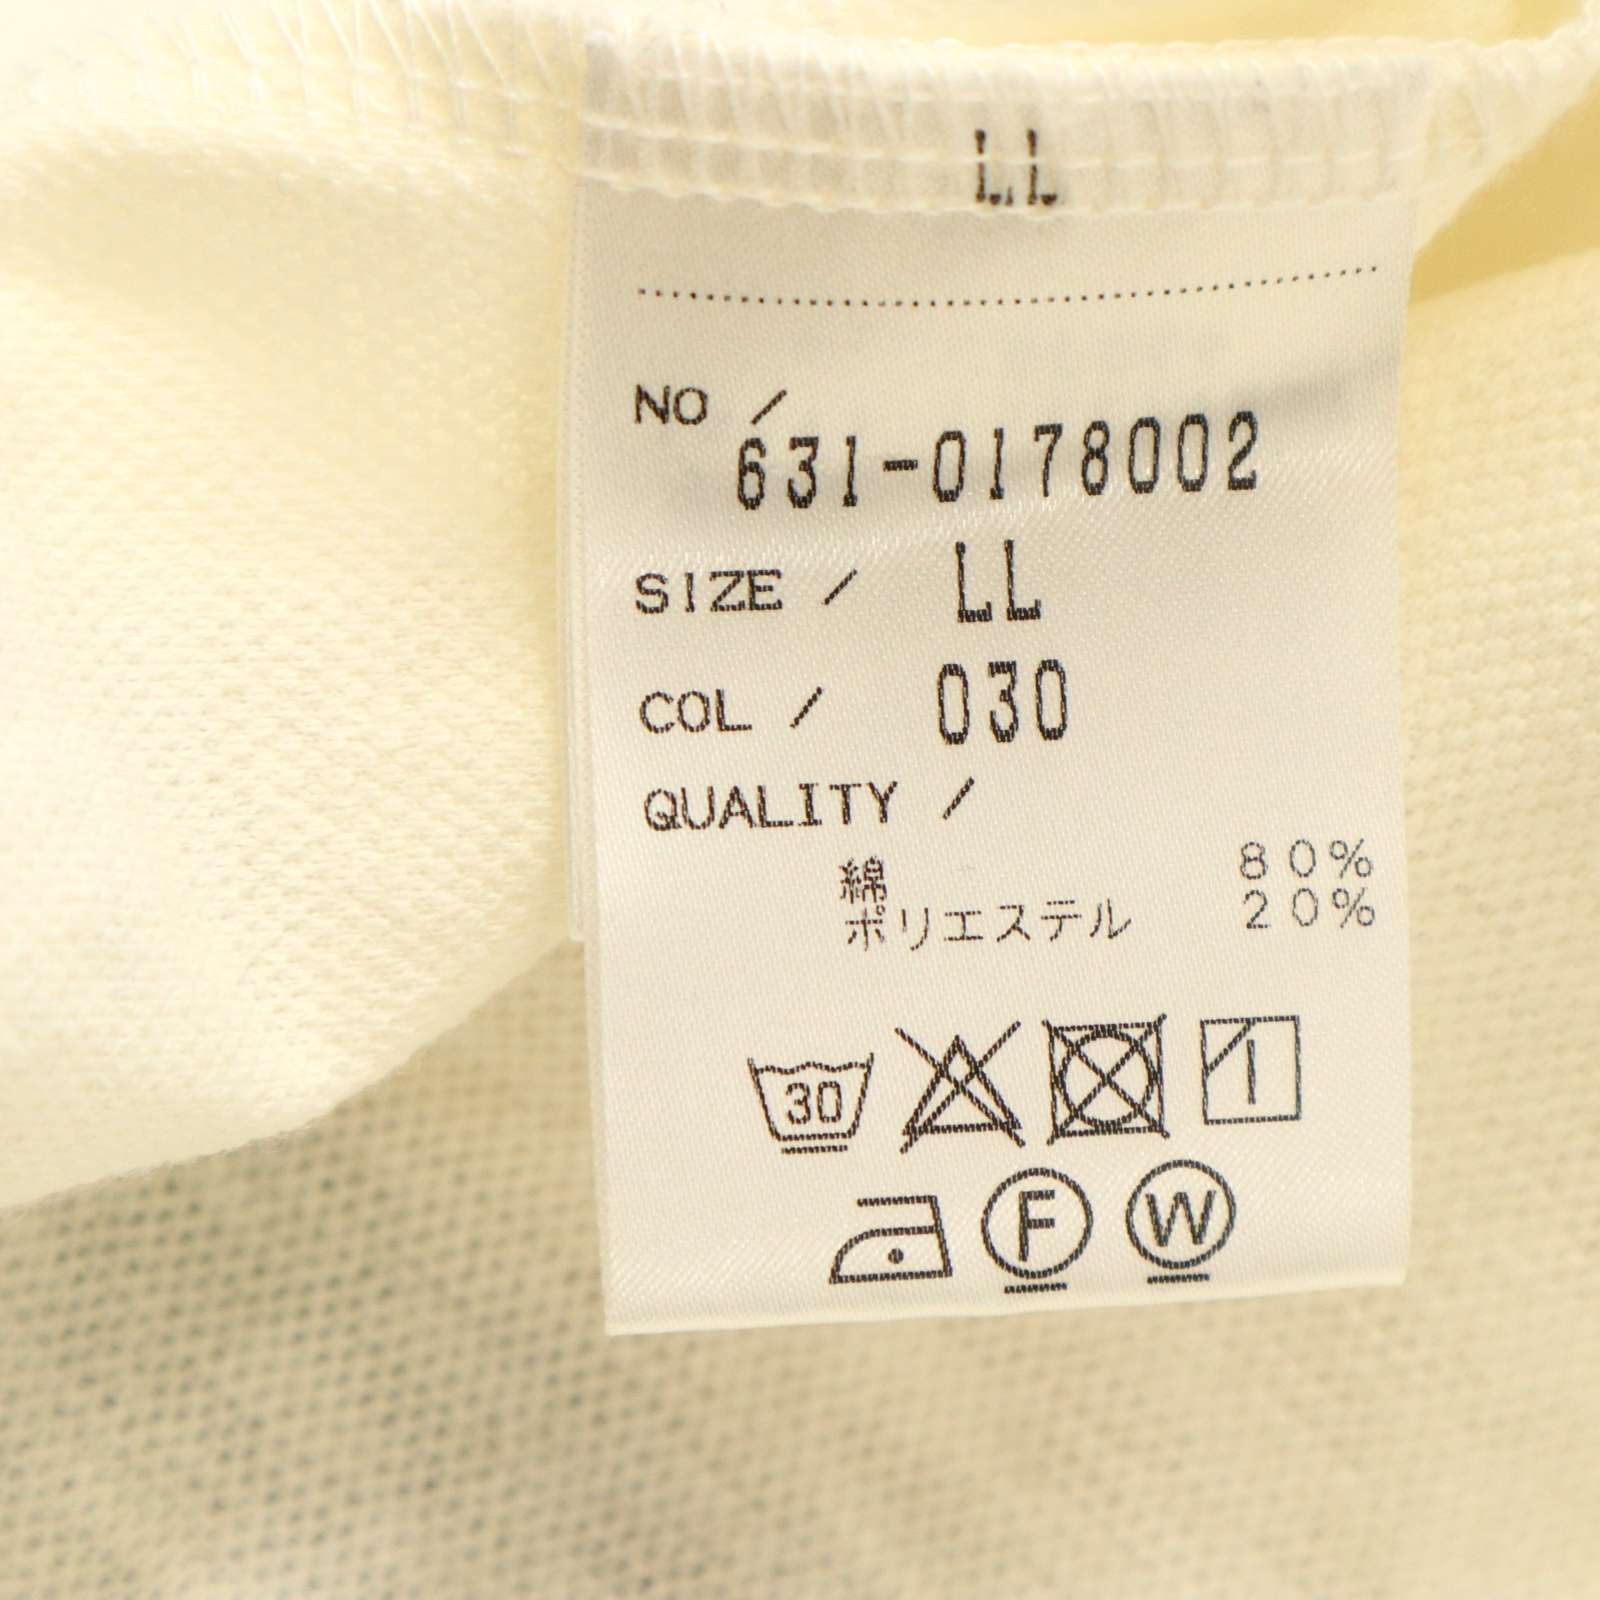 LL
NO /
631-0178002
SIZE / LL
COL / 030
QUALITY /
綿 80%
ポリエステル 20%
30
F W